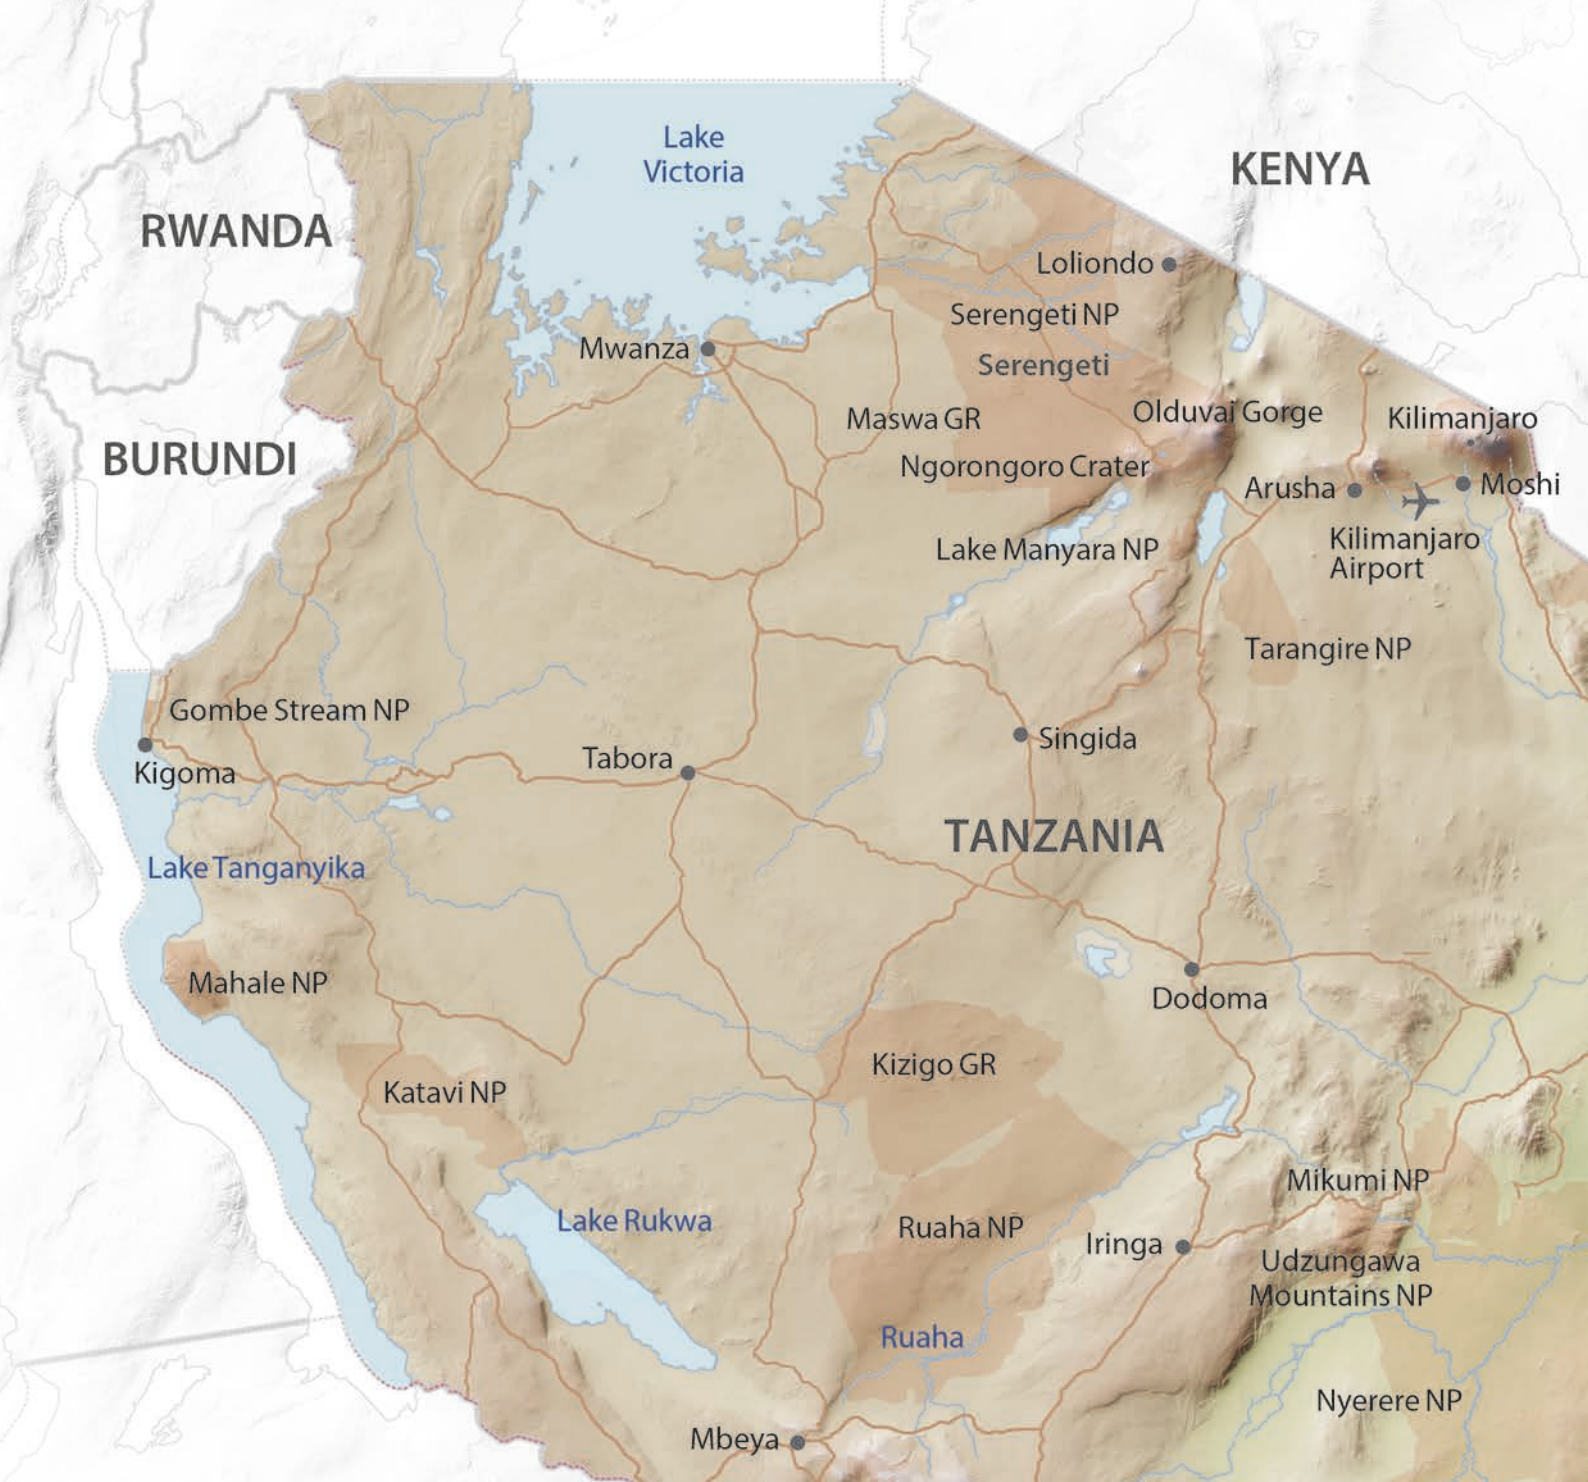 Lake
Victoria
KENYA
RWANDA
Loliondo
Serengeti NP
Mwanza
Serengeti
Maswa GR
Olduvai Gorge
Kilimanjaro
BURUNDI
Ngorongoro Crater
Arusha
Moshi
Lake Manyara NP
Kilimanjaro
Airport
Tarangire NP
Gombe Stream NP
Kigoma
Tabora
Singida
TANZANIA
Lake Tanganyika
Mahale NP
Dodoma
Kizigo GR
Katavi NP
Mikumi NP
Lake Rukwa
Ruaha NP
Iringa
Udzungawa
Mountains NP
Ruaha
Nyerere NP
Mbeya